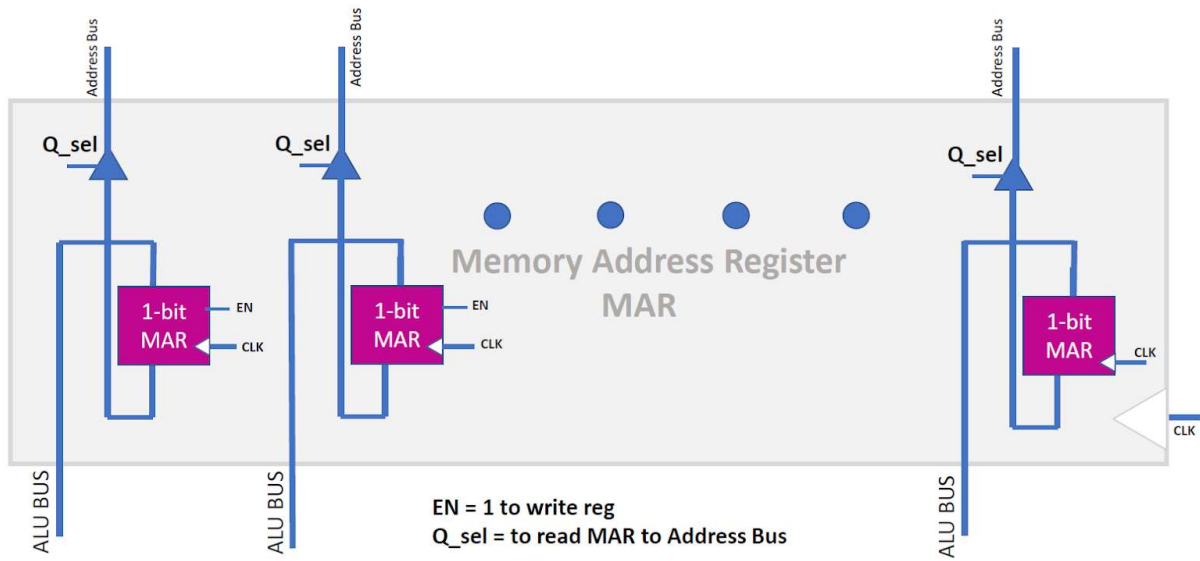 Address Bus
Address Bus
Address Bus
Q_sel
Q_sel
Q_sel
Memory Address Register
MAR
1-bit
MAR
EN
CLK
1-bit
MAR
EN
CLK
1-bit
MAR
CLK
CLK
ALU BUS
ALU BUS
ALU BUS
EN = 1 to write reg
Q_sel = to read MAR to Address Bus